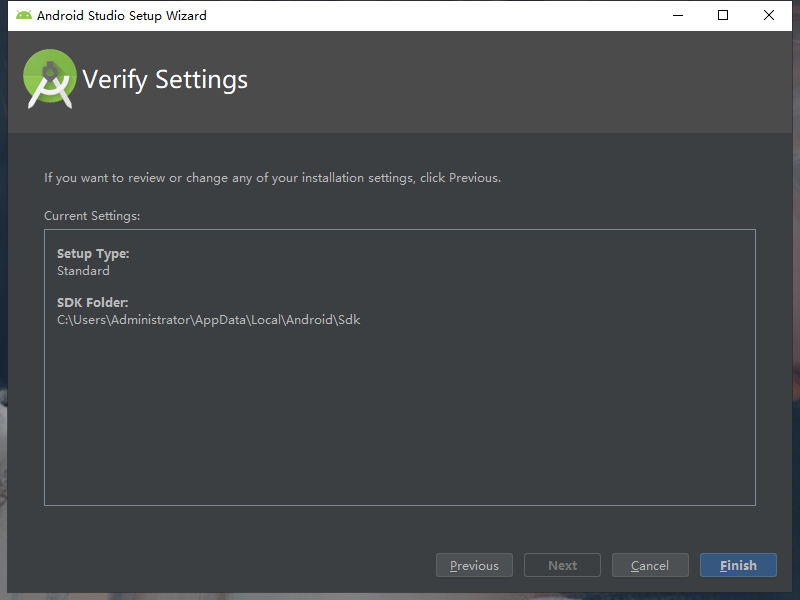 Android Studio Setup Wizard
Verify Settings
If you want to review or change any of your installation settings, click Previous.
Current Settings:
Setup Type:
Standard
SDK Folder:
C:\Users\Administrator\AppData\Local\Android\Sdk
Previous Next Cancel Finish